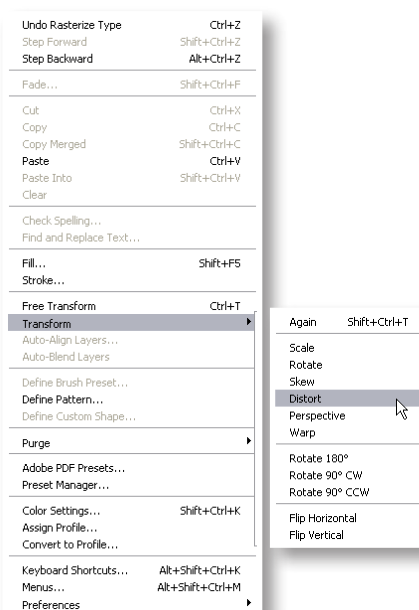 Undo Rasterize Type Ctrl+Z
Step Forward Shift+Ctrl+Z
Step Backward Alt+Ctrl+Z
Fade... Shift+Ctrl+F
Cut Ctrl+X
Copy Ctrl+C
Copy Merged Shift+Ctrl+C
Paste Ctrl+V
Paste Into Shift+Ctrl+V
Clear
Check Spelling...
Find and Replace Text...
Fill... Shift+F5
Stroke...
Free Transform Ctrl+T
Transform
Auto-Align Layers...
Auto-Blend Layers
Define Brush Preset...
Define Pattern...
Define Custom Shape...
Purge
Adobe PDF Presets...
Preset Manager...
Color Settings... Shift+Ctrl+K
Assign Profile...
Convert to Profile...
Keyboard Shortcuts... Alt+Shift+Ctrl+K
Menus... Alt+Shift+Ctrl+M
Preferences
Again Shift+Ctrl+T
Scale
Rotate
Skew
Distort
Perspective
Warp
Rotate 180°
Rotate 90° CW
Rotate 90° CCW
Flip Horizontal
Flip Vertical